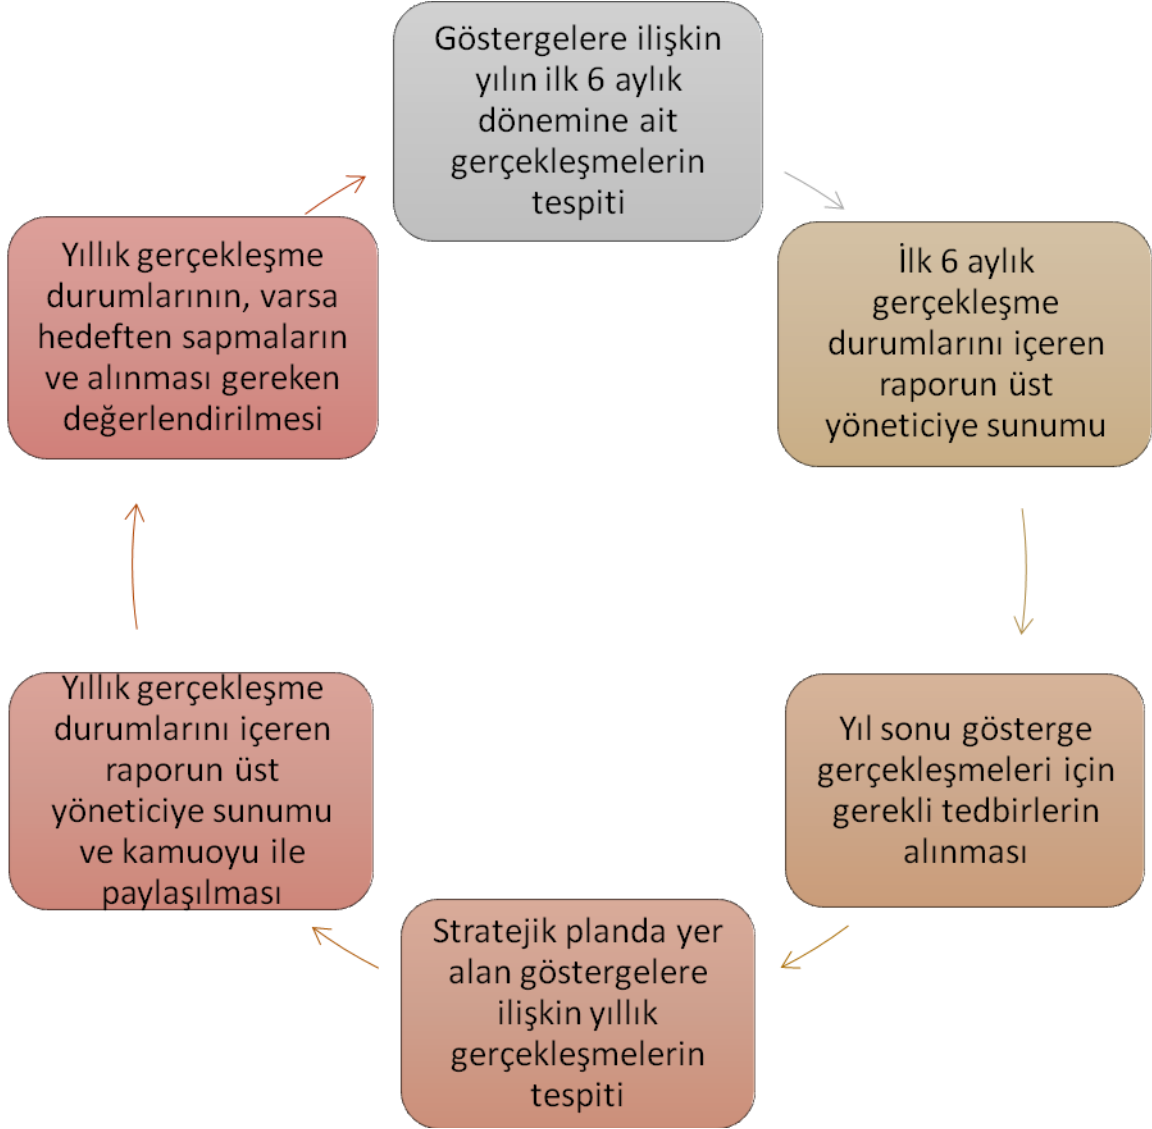 Göstergelere ilişkin
yılın ilk 6 aylık
dönemine ait
gerçekleşmelerin
tespiti
İlk 6 aylık
gerçekleşme
durumlarını içeren
raporun üst
yöneticiye sunumu
Yıl sonu gösterge
gerçekleşmeleri için
gerekli tedbirlerin
alınması
Stratejik planda yer
alan göstergelere
ilişkin yıllık
gerçekleşmelerin
tespiti
Yıllık gerçekleşme
durumlarını içeren
raporun üst
yöneticiye sunumu
ve kamuoyu ile
paylaşılması
Yıllık gerçekleşme
durumlarının, varsa
hedeften sapmaların
ve alınması gereken
değerlendirilmesi